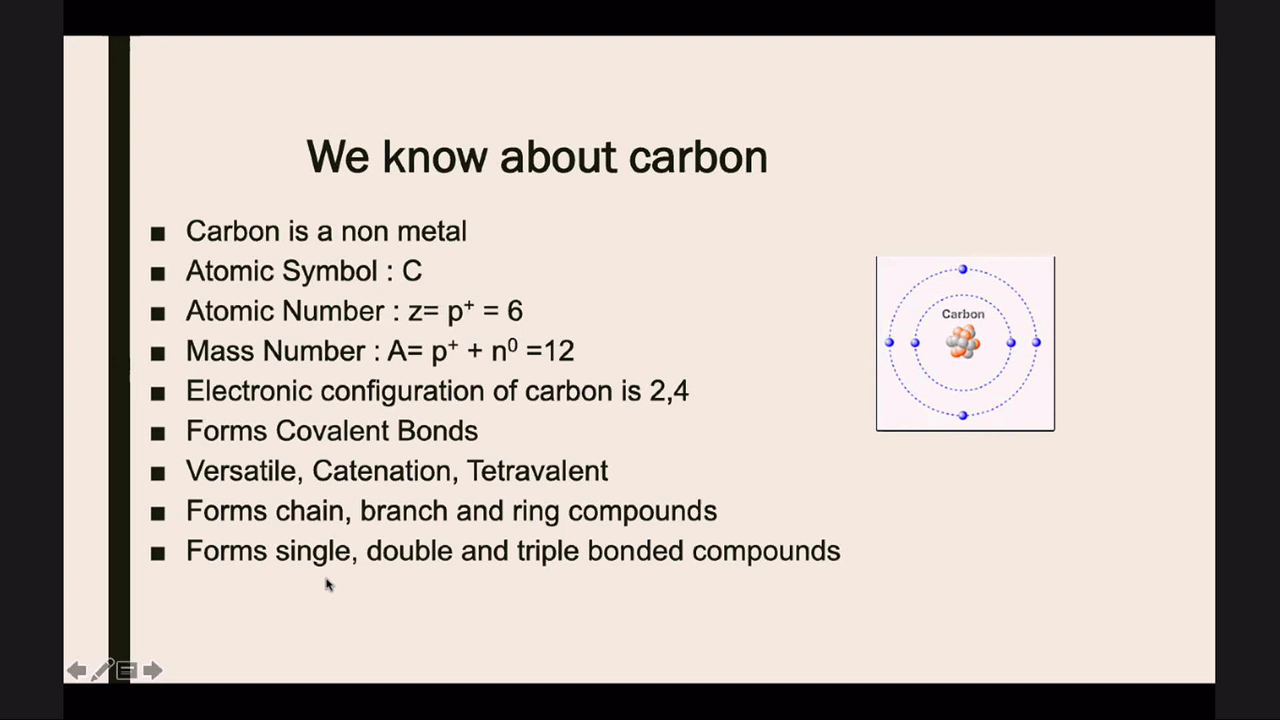 We know about carbon
■ Carbon is a non metal
■ Atomic Symbol : C
■ Atomic Number : z= p⁺ = 6
■ Mass Number : A= p⁺ + n⁰ =12
■ Electronic configuration of carbon is 2,4
■ Forms Covalent Bonds
■ Versatile, Catenation, Tetravalent
■ Forms chain, branch and ring compounds
■ Forms single, double and triple bonded compounds
Carbon